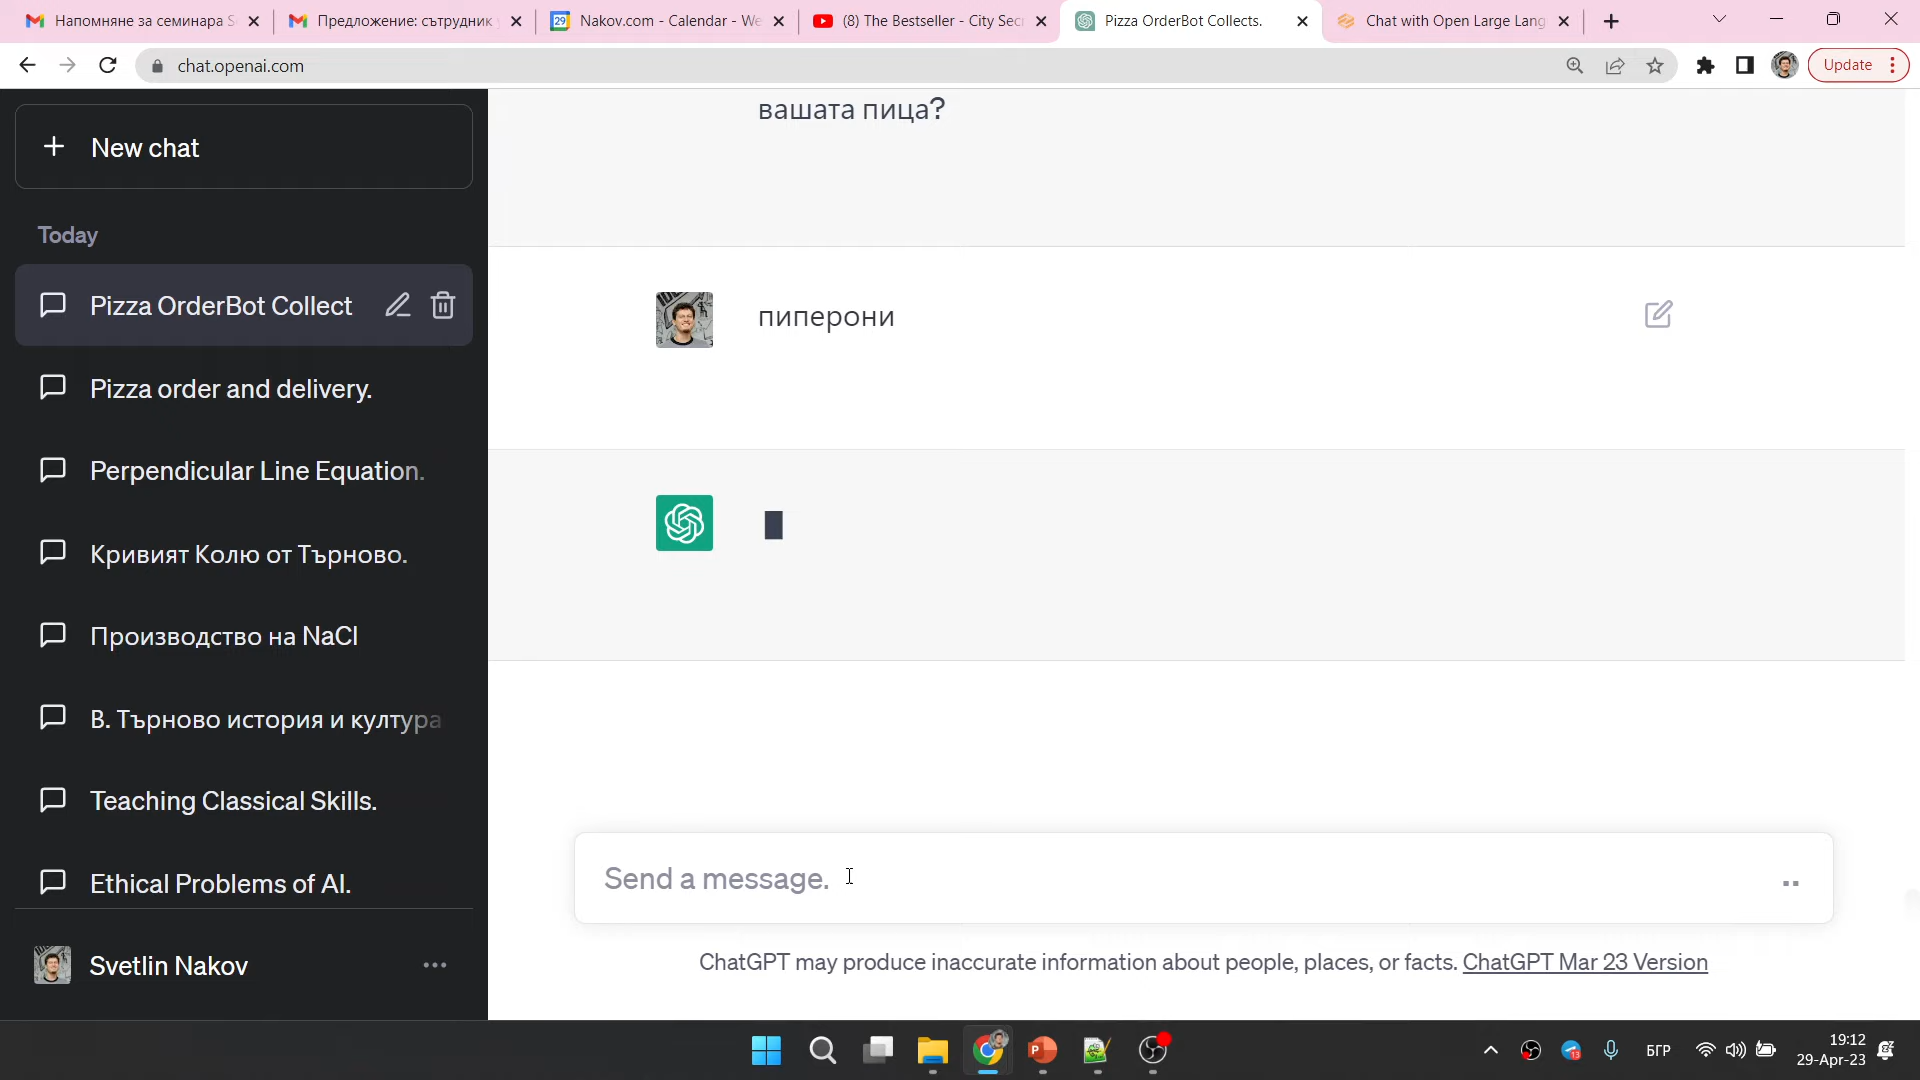 Напомняне за семинара
Предложение: сътрудник
29
Nakov.com - Calendar - We
(8) The Bestseller - City Sec
Pizza OrderBot Collects.
Chat with Open Large Lang
chat.openai.com
Update
New chat
Today
Pizza OrderBot Collect
Pizza order and delivery.
Perpendicular Line Equation.
Кривият Колю от Търново.
Производство на NaCl
В. Търново история и култура
Teaching Classical Skills.
Ethical Problems of AI.
Svetlin Nakov
вашата пица?
пиперони
Send a message.
ChatGPT may produce inaccurate information about people, places, or facts. ChatGPT Mar 23 Version
13
БГР
19:12
29-Apr-23